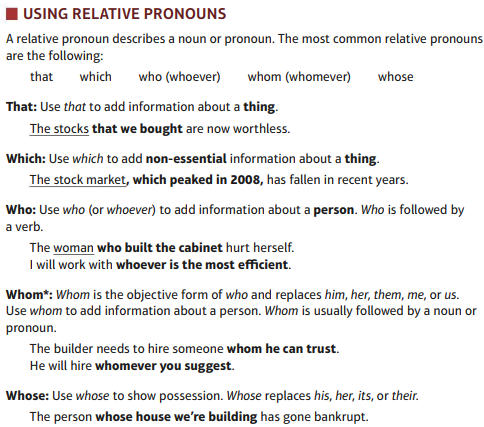 USING RELATIVE PRONOUNS
A relative pronoun describes a noun or pronoun. The most common relative pronouns
are the following:
that which who (whoever) whom (whomever) whose
That: Use that to add information about a thing.
The stocks that we bought are now worthless.
Which: Use which to add non-essential information about a thing.
The stock market, which peaked in 2008, has fallen in recent years.
Who: Use who (or whoever) to add information about a person. Who is followed by
a verb.
The woman who built the cabinet hurt herself.
I will work with whoever is the most efficient.
Whom*: Whom is the objective form of who and replaces him, her, them, me, or us.
Use whom to add information about a person. Whom is usually followed by a noun or
pronoun.
The builder needs to hire someone whom he can trust.
He will hire whomever you suggest.
Whose: Use whose to show possession. Whose replaces his, her, its, or their.
The person whose house we're building has gone bankrupt.